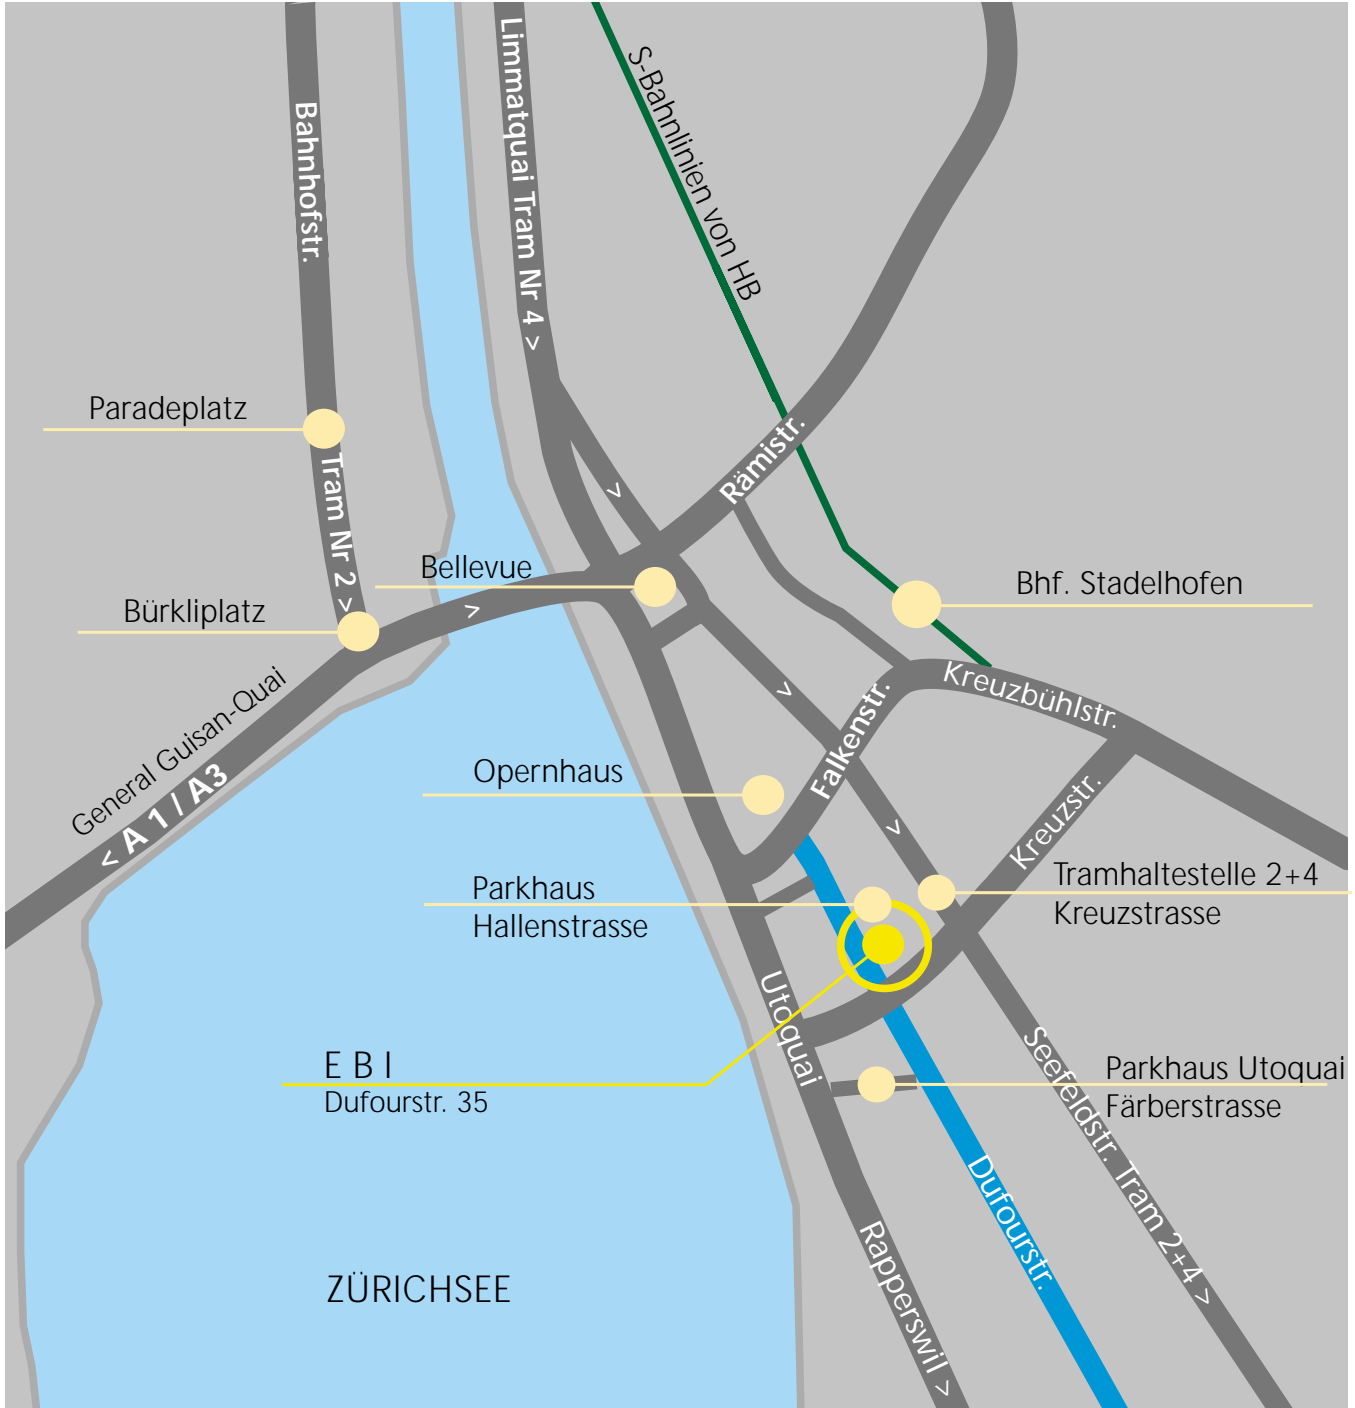 Bahnhofstr.
Limmatquai Tram Nr 4 >
S-Bahnlinien von HB
Paradeplatz
Rämistr.
Tram Nr 2 >
>
Bellevue
Bürkliplatz
>
Bhf. Stadelhofen
General Guisan-Quai
< A 1 / A3
Kreuzbühlstr.
>
Falkenstr.
Opernhaus
Kreuzstr.
>
Parkhaus
Hallenstrasse
Tramhaltestelle 2+4
Kreuzstrasse
Utoquai
E B I
Dufourstr. 35
Parkhaus Utoquai
Färberstrasse
Seefeldstr. Tram 2+4 >
Dufourstr.
Rapperswil >
ZÜRICHSEE